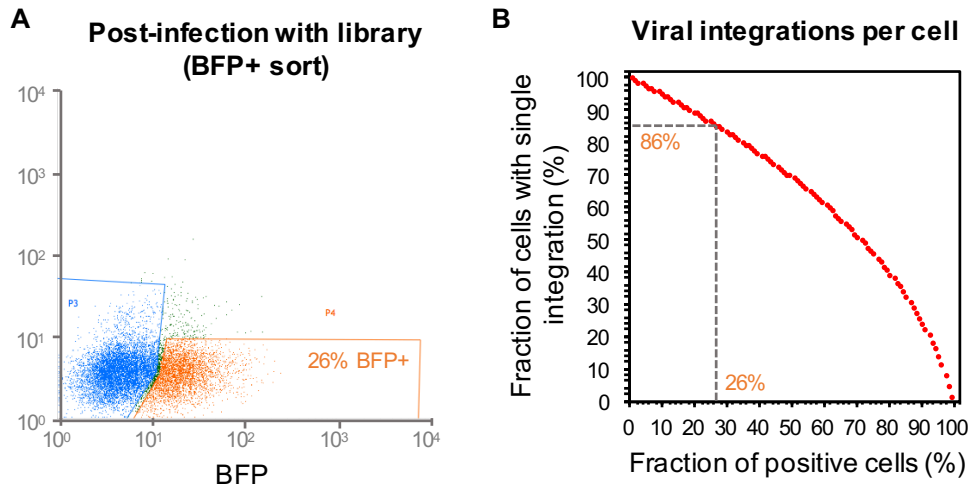 A
Post-infection with library
(BFP+ sort)
10⁴
10³
10²
10¹
10⁰
P3
P4
26% BFP+
10⁰ 10¹ 10² 10³ 10⁴
BFP
B
Viral integrations per cell
Fraction of cells with single
integration (%)
100
90
80
70
60
50
40
30
20
10
0
86%
26%
0 10 20 30 40 50 60 70 80 90 100
Fraction of positive cells (%)